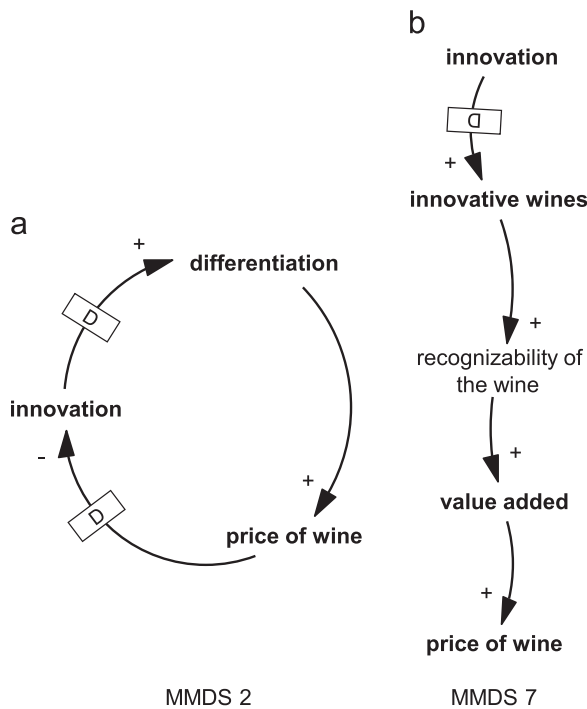 a
+
differentiation
D
innovation
-
D
+
price of wine
MMDS 2
b
innovation
D
+
innovative wines
+
recognizability of
the wine
+
value added
+
price of wine
MMDS 7